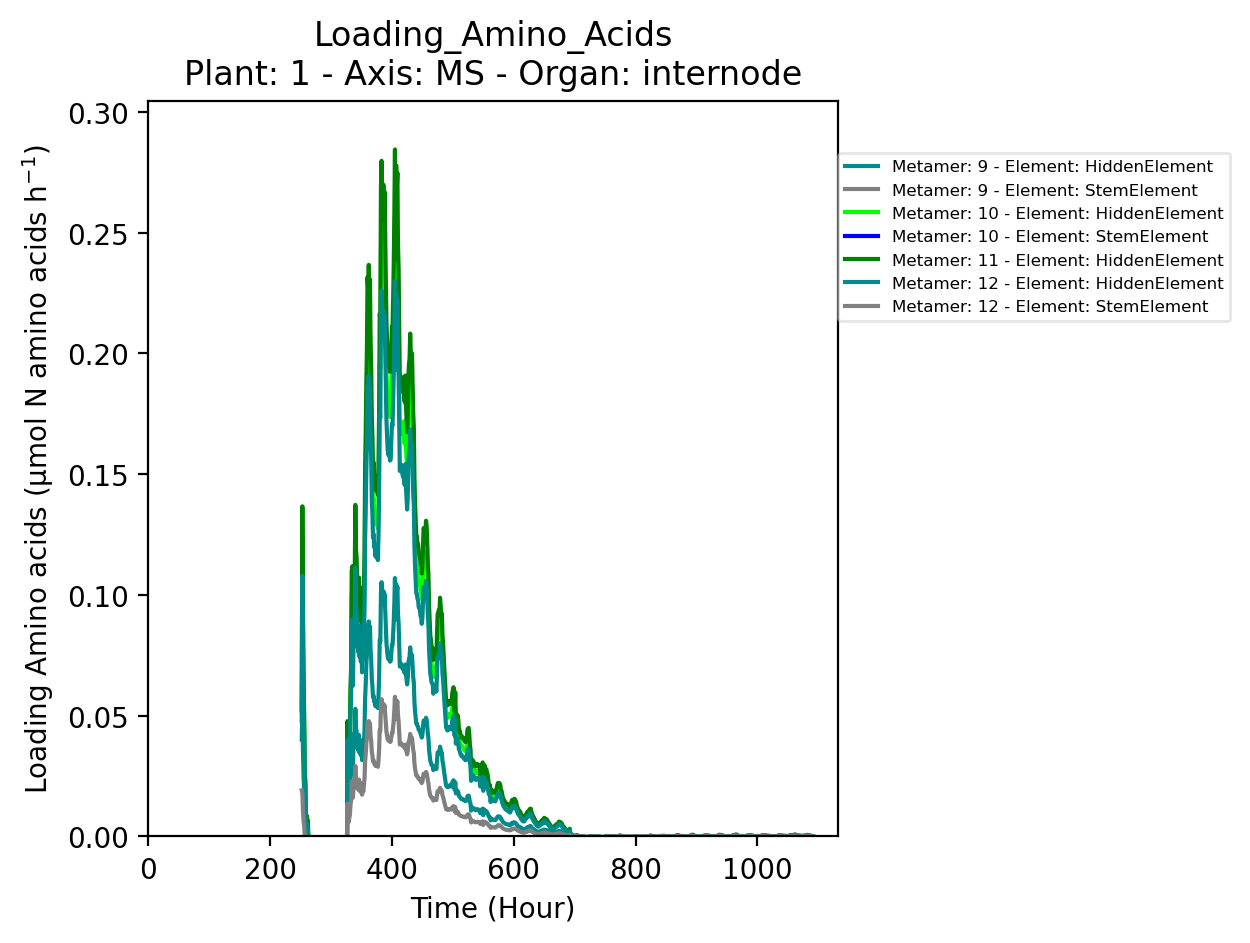 Loading_Amino_Acids
Plant: 1 - Axis: MS - Organ: internode
Loading Amino acids (µmol N amino acids h⁻¹)
0.30
0.25
0.20
0.15
0.10
0.05
0.00
0 200 400 600 800 1000
Time (Hour)
Metamer: 9 - Element: HiddenElement
Metamer: 9 - Element: StemElement
Metamer: 10 - Element: HiddenElement
Metamer: 10 - Element: StemElement
Metamer: 11 - Element: HiddenElement
Metamer: 12 - Element: HiddenElement
Metamer: 12 - Element: StemElement